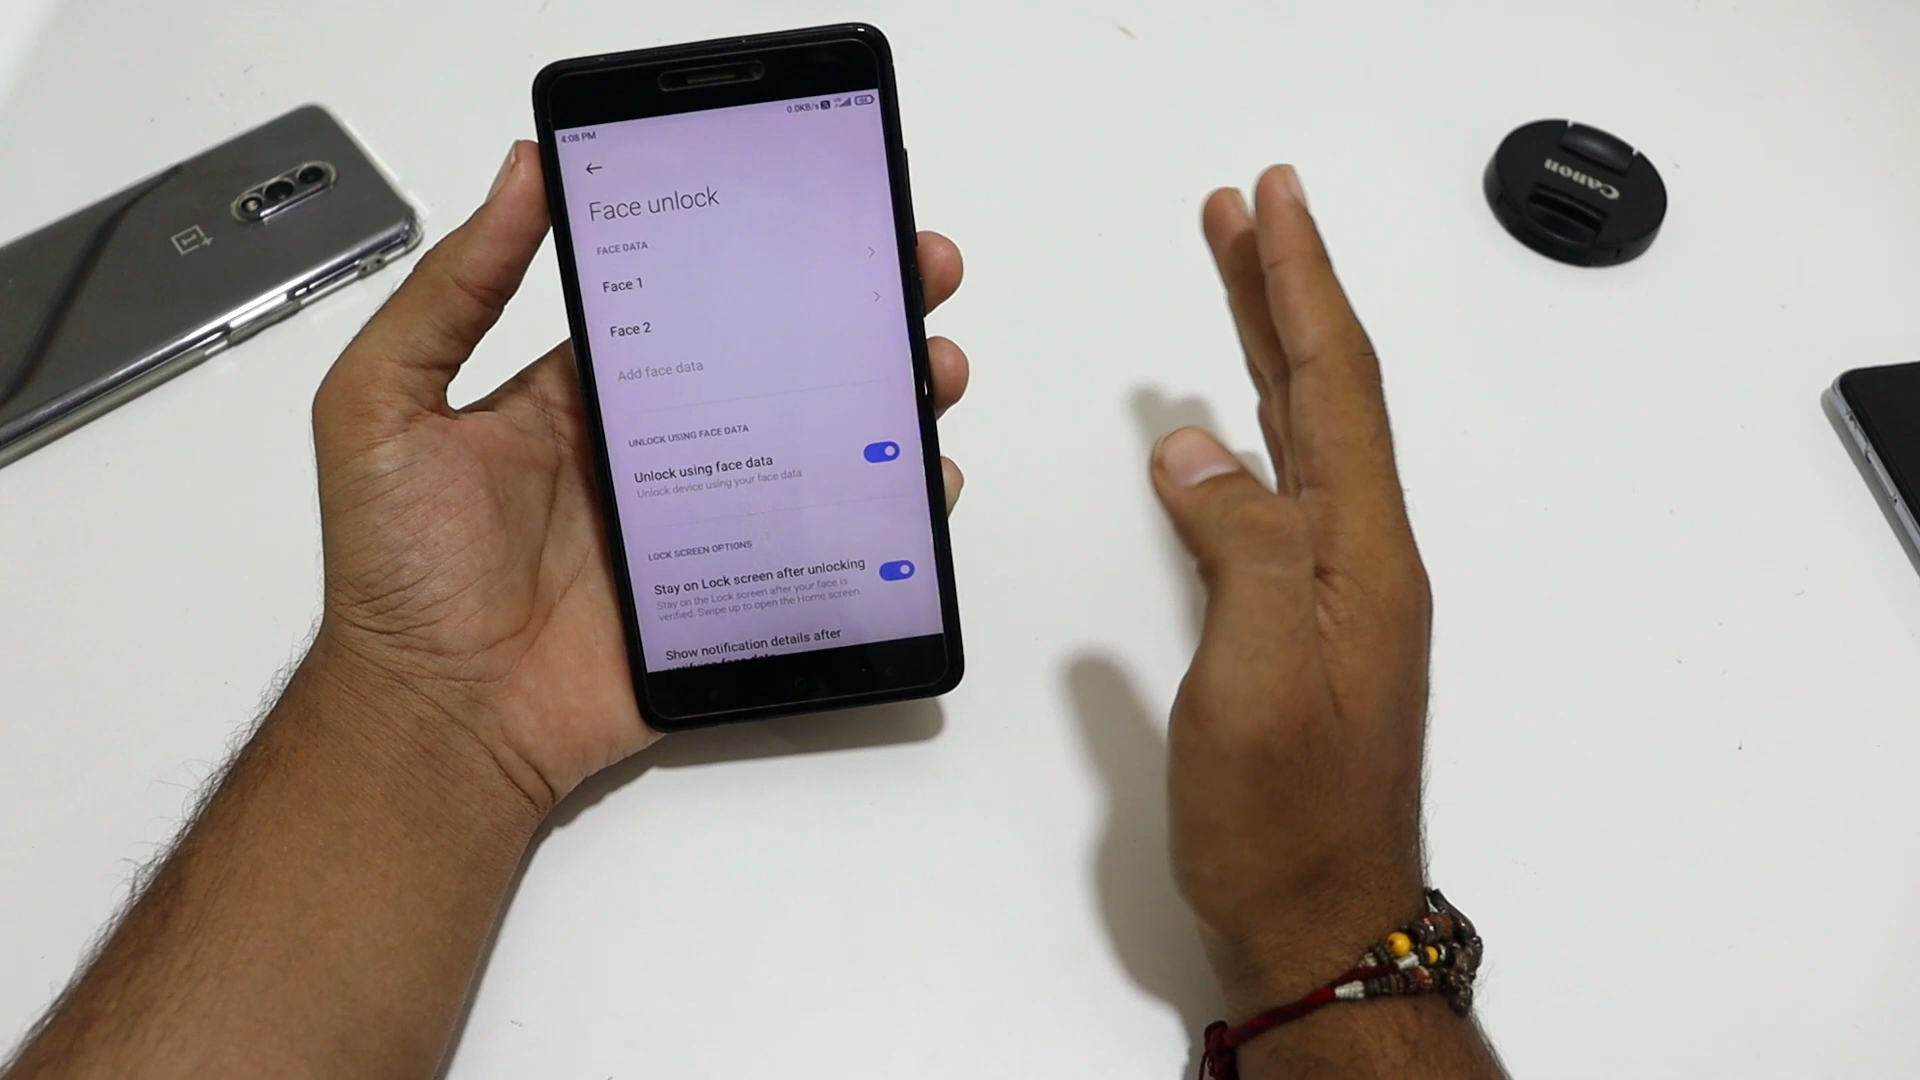 4:08 PM
0.0KB/s
Face unlock
FACE DATA
Face 1
Face 2
Add face data
UNLOCK USING FACE DATA
Unlock using face data
Unlock device using your face data
LOCK SCREEN OPTIONS
Stay on Lock screen after unlocking
Stay on the Lock screen after your face is
verified. Swipe up to open the Home screen.
Show notification details after
verifying face data
Canon